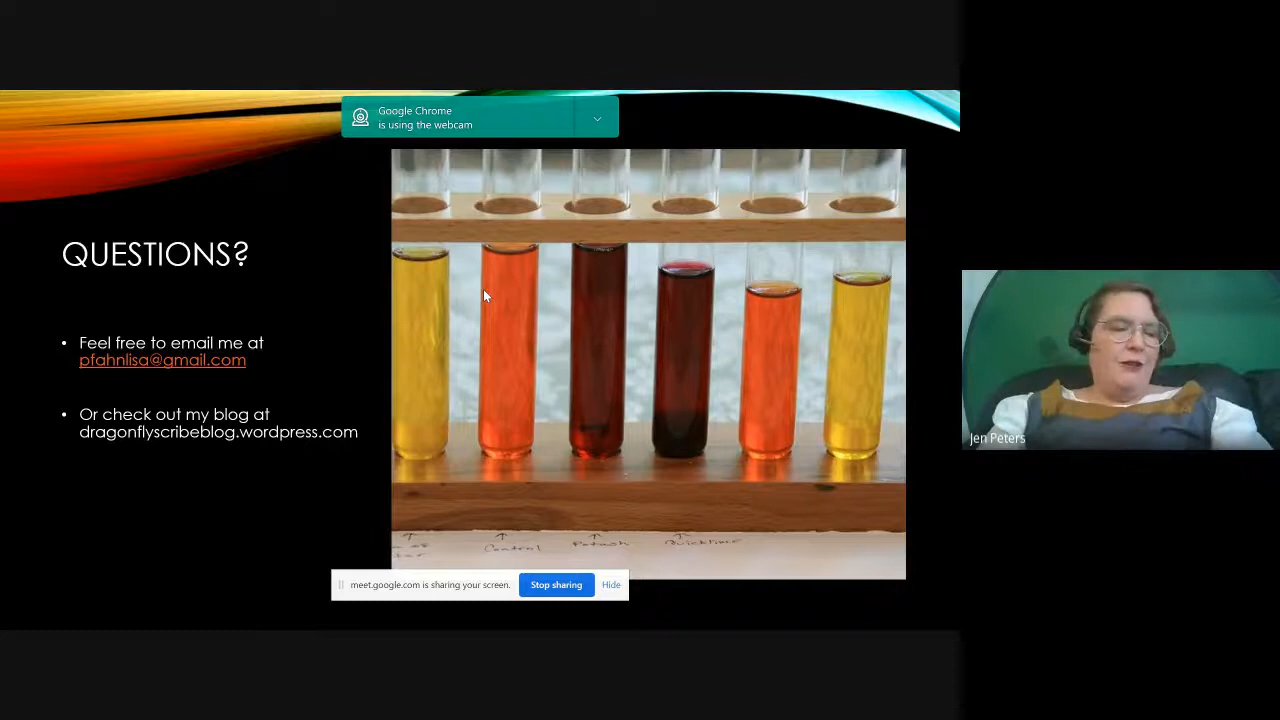 Google Chrome
is using the webcam
QUESTIONS?
• Feel free to email me at
pfahnlisa@gmail.com
• Or check out my blog at
dragonflyscribeblog.wordpress.com
Control
Potash
Quicklime
meet.google.com is sharing your screen.
Stop sharing
Hide
Jen Peters